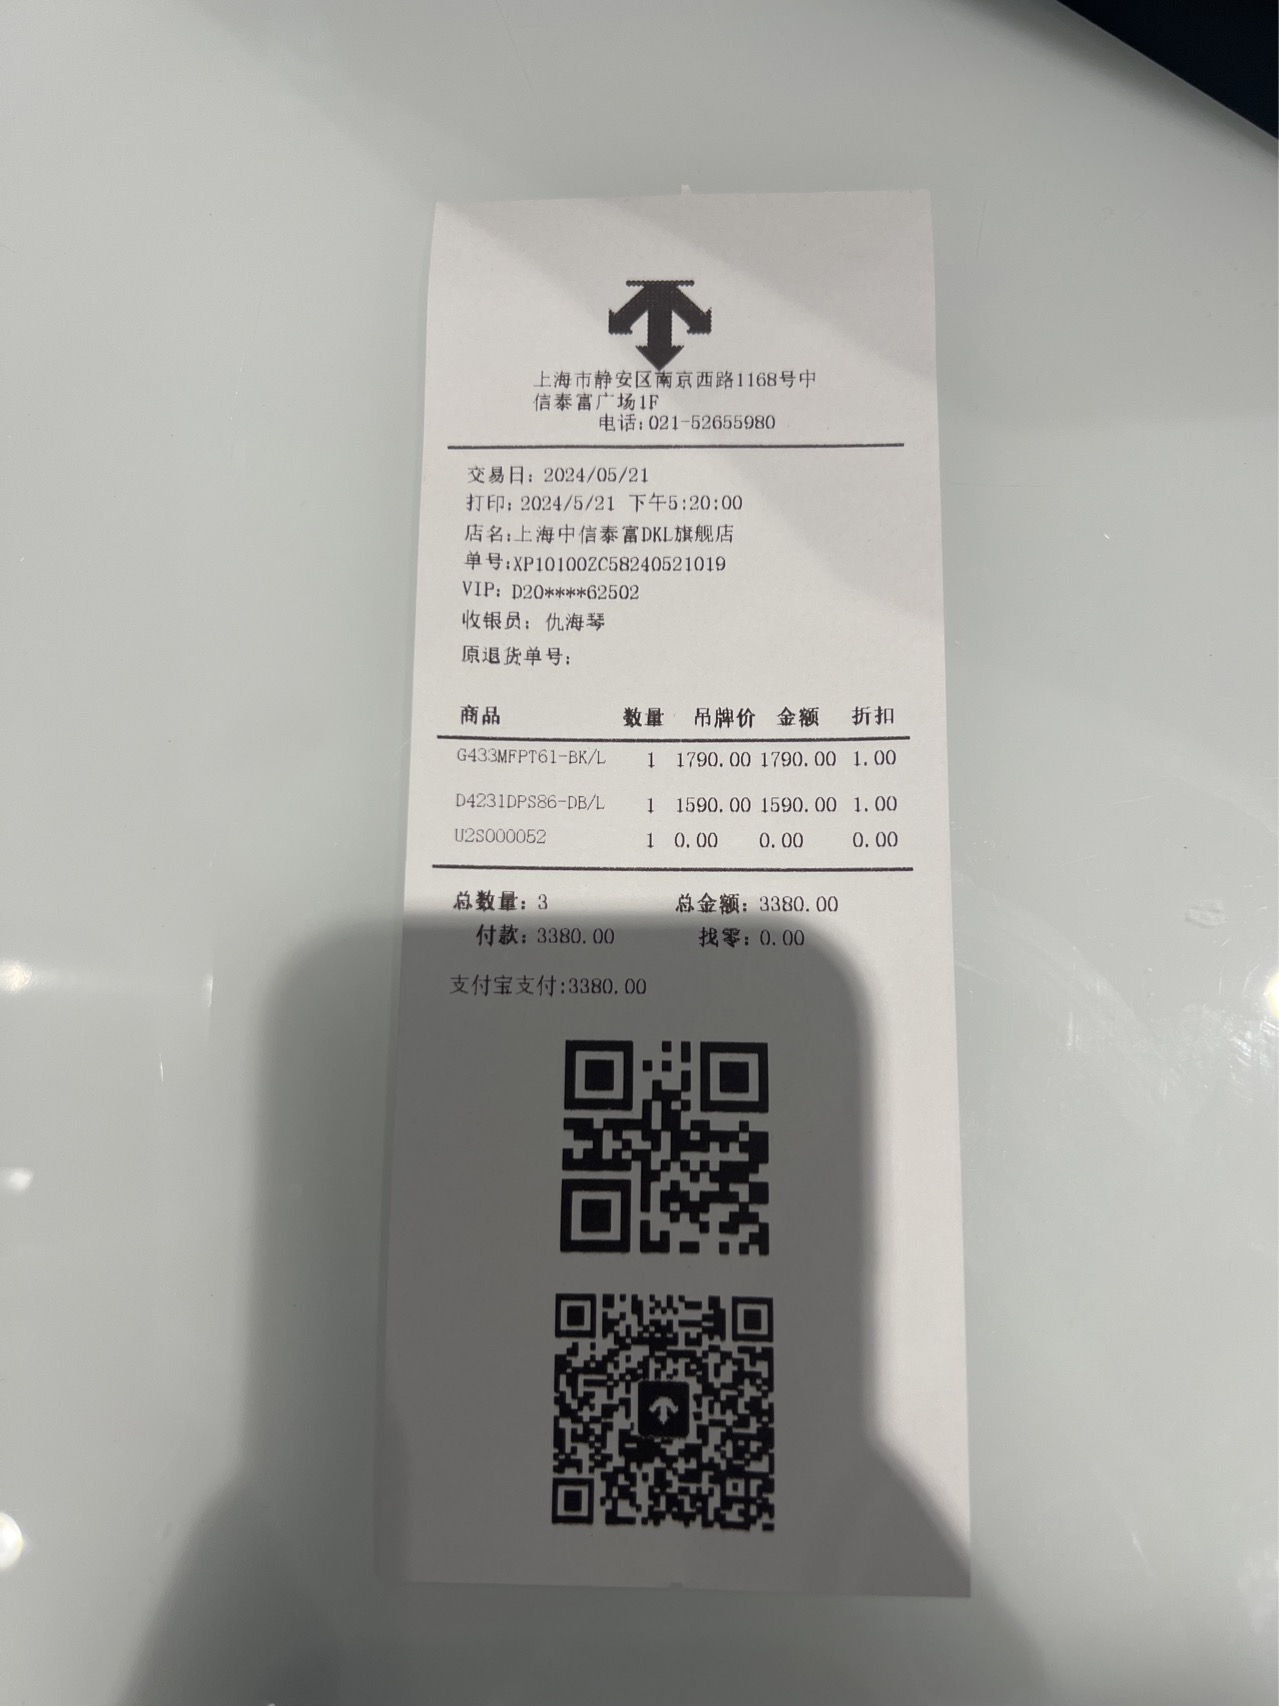 上海市静安区南京西路1168号中
信泰富广场1F
电话:021-52655980
交易日: 2024/05/21
打印: 2024/5/21 下午5:20:00
店名:上海中信泰富DKL旗舰店
单号:XP10100ZC58240521019
VIP: D20****62502
收银员: 仇海琴
原退货单号:
商品 数量 吊牌价 金额 折扣
G433MFPT61-BK/L 1 1790.00 1790.00 1.00
D4231DPS86-DB/L 1 1590.00 1590.00 1.00
U2S000052 1 0.00 0.00 0.00
总数量: 3 总金额: 3380.00
付款: 3380.00 找零: 0.00
支付宝支付:3380.00